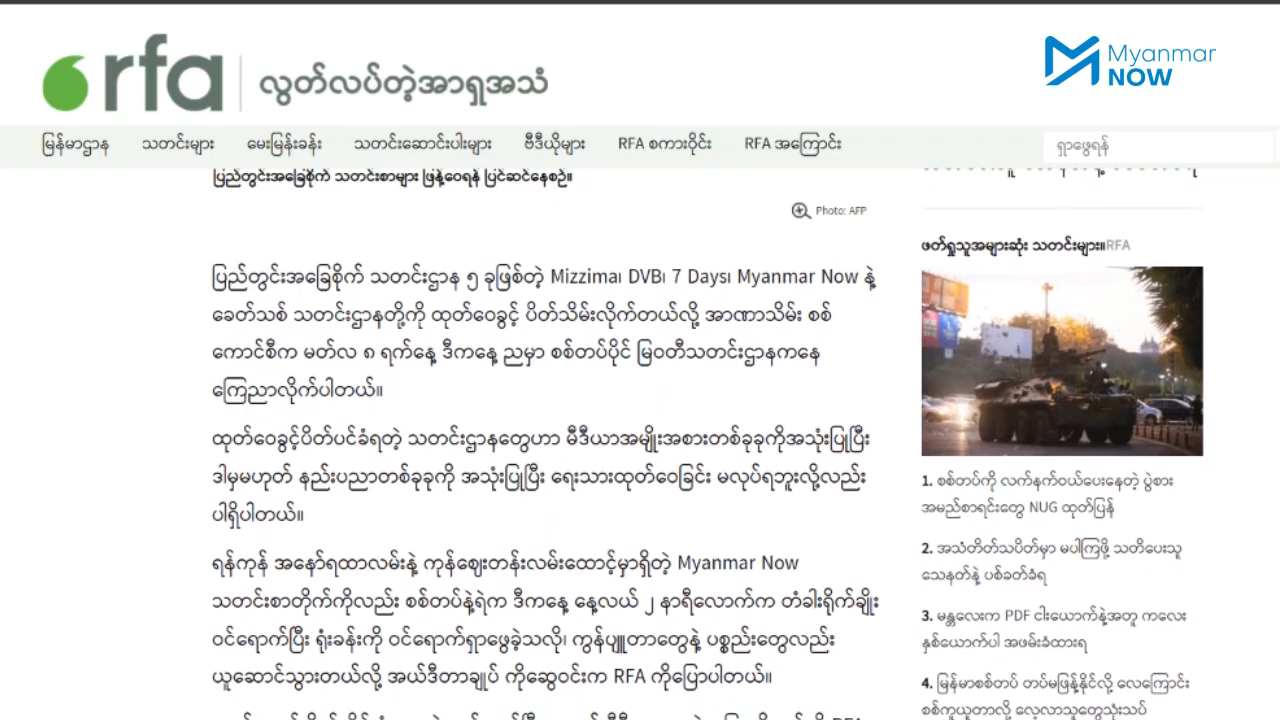 rfa လွတ်လပ်တဲ့အာရှအသံ
Myanmar
NOW
မြန်မာဌာန သတင်းများ မေးမြန်းခန်း သတင်းဆောင်းပါးများ ဗီဒီယိုများ RFA စကားဝိုင်း RFA အကြောင်း
ရှာဖွေရန်
ပြည်တွင်းအခြေစိုက် သတင်းစာများ ဖြန့်ဝေရန် ပြင်ဆင်နေစဉ်။
Photo: AFP
ပြည်တွင်းအခြေစိုက် သတင်းဌာန ၅ ခုဖြစ်တဲ့ Mizzima၊ DVB၊ 7 Days၊ Myanmar Now နဲ့
ခေတ်သစ် သတင်းဌာနတို့ကို ထုတ်ဝေခွင့် ပိတ်သိမ်းလိုက်တယ်လို့ အာဏာသိမ်း စစ်
ကောင်စီက မတ်လ ၈ ရက်နေ့ ဒီကနေ့ ညမှာ စစ်တပ်ပိုင် မြဝတီသတင်းဌာနကနေ
ကြေညာလိုက်ပါတယ်။
ထုတ်ဝေခွင့်ပိတ်ပင်ခံရတဲ့ သတင်းဌာနတွေဟာ မီဒီယာအမျိုးအစားတစ်ခုခုကိုအသုံးပြုပြီး
ဒါမှမဟုတ် နည်းပညာတစ်ခုခုကို အသုံးပြုပြီး ရေးသားထုတ်ဝေခြင်း မလုပ်ရဘူးလို့လည်း
ပါရှိပါတယ်။
ရန်ကုန် အနော်ရထာလမ်းနဲ့ ကုန်ဈေးတန်းလမ်းထောင့်မှာရှိတဲ့ Myanmar Now
သတင်းစာတိုက်ကိုလည်း စစ်တပ်နဲ့ရဲက ဒီကနေ့ နေ့လယ် ၂ နာရီလောက်က တံခါးရိုက်ချိုး
ဝင်ရောက်ပြီး ရုံးခန်းကို ဝင်ရောက်ရှာဖွေခဲ့သလို၊ ကွန်ပျူတာတွေနဲ့ ပစ္စည်းတွေလည်း
ယူဆောင်သွားတယ်လို့ အယ်ဒီတာချုပ် ကိုဆွေဝင်းက RFA ကိုပြောပါတယ်။
ဖတ်ရှုသူအများဆုံး သတင်းများ။RFA
1. စစ်တပ်ကို လက်နက်ဝယ်ပေးနေတဲ့ ပွဲစား
အမည်စာရင်းတွေ NUG ထုတ်ပြန်
2. အသံတိတ်သပိတ်မှာ မပါကြဖို့ သတိပေးသူ
သေနတ်နဲ့ ပစ်ခတ်ခံရ
3. မန္တလေးက PDF ငါးယောက်နဲ့အတူ ကလေး
နှစ်ယောက်ပါ အဖမ်းခံထားရ
4. မြန်မာစစ်တပ် တပ်မဖြန့်နိုင်လို့ လေကြောင်း
စစ်ကူယူတာလို့ လေ့လာသူတွေသုံးသပ်